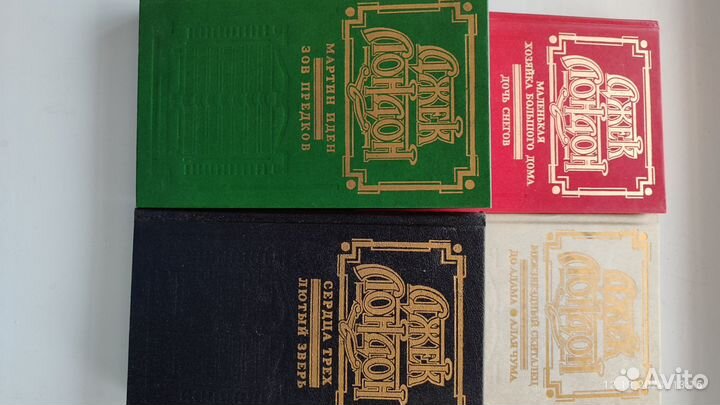 ДЖЕК
ЛОНДОН
МАРТИН ИДЕН
ЗОВ ПРЕДКОВ
ДЖЕК
ЛОНДОН
МАЛЕНЬКАЯ
ХОЗЯЙКА БОЛЬШОГО ДОМА
ДОЧЬ СНЕГОВ
ДЖЕК
ЛОНДОН
СЕРДЦА ТРЕХ
ЛЮТЫЙ ЗВЕРЬ
ДЖЕК
ЛОНДОН
МЕЖЗВЕЗДНЫЙ СКИТАЛЕЦ
ДО АДАМА • АЛАЯ ЧУМА
Avito